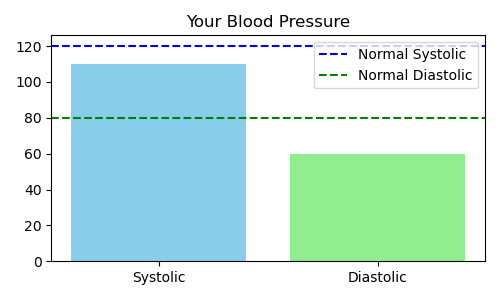 Your Blood Pressure
120
100
80
60
40
20
0
Normal Systolic
Normal Diastolic
Systolic
Diastolic